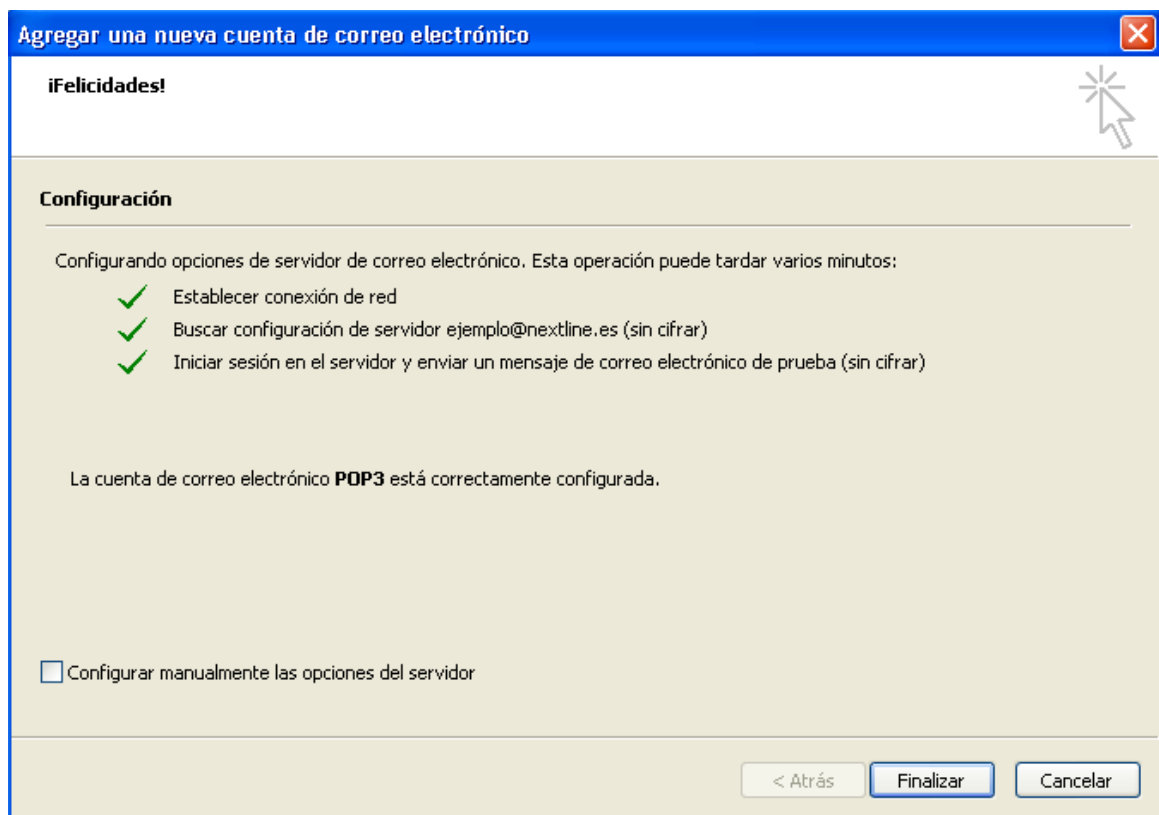 Agregar una nueva cuenta de correo electrónico
¡Felicidades!
Configuración
Configurando opciones de servidor de correo electrónico. Esta operación puede tardar varios minutos:
Establecer conexión de red
Buscar configuración de servidor ejemplo@nextline.es (sin cifrar)
Iniciar sesión en el servidor y enviar un mensaje de correo electrónico de prueba (sin cifrar)
La cuenta de correo electrónico POP3 está correctamente configurada.
Configurar manualmente las opciones del servidor
< Atrás Finalizar Cancelar